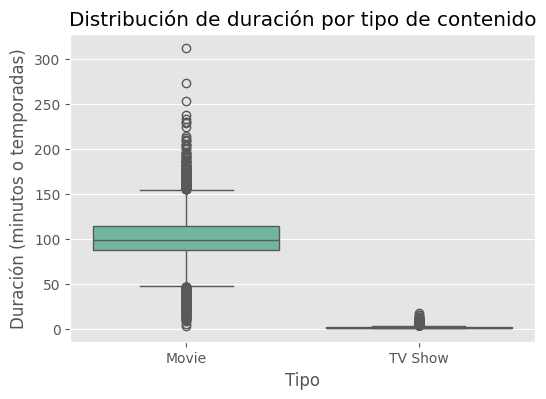 Distribución de duración por tipo de contenido
Duración (minutos o temporadas)
300
250
200
150
100
50
0
Movie
TV Show
Tipo